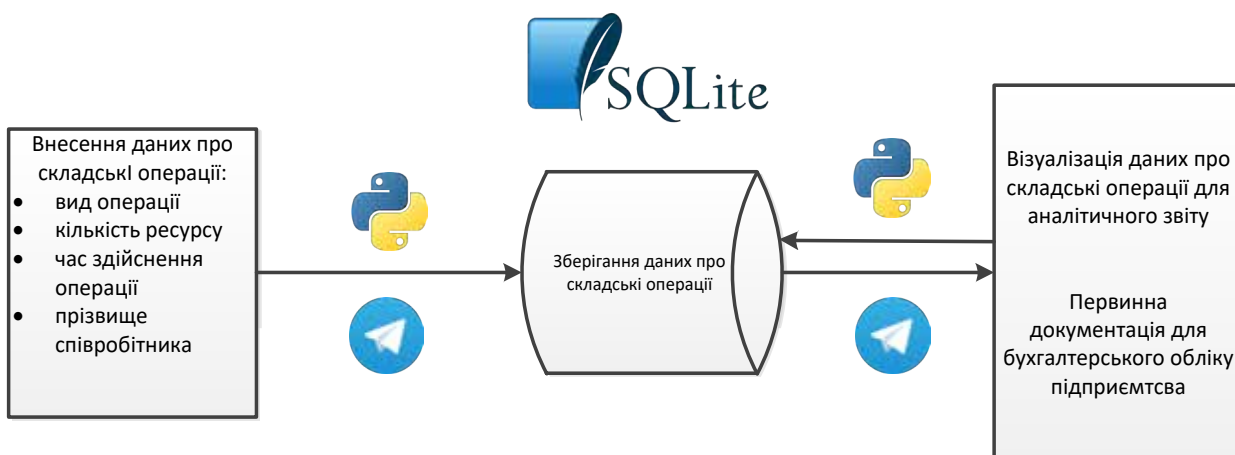 SQLite
Внесення даних про
складськІ операції:
• вид операції
• кількість ресурсу
• час здійснення
операції
• прізвище
співробітника
Зберігання даних про
складські операції
Візуалізація даних про
складські операції для
аналітичного звіту
Первинна
документація для
бухгалтерського обліку
підприємтсва